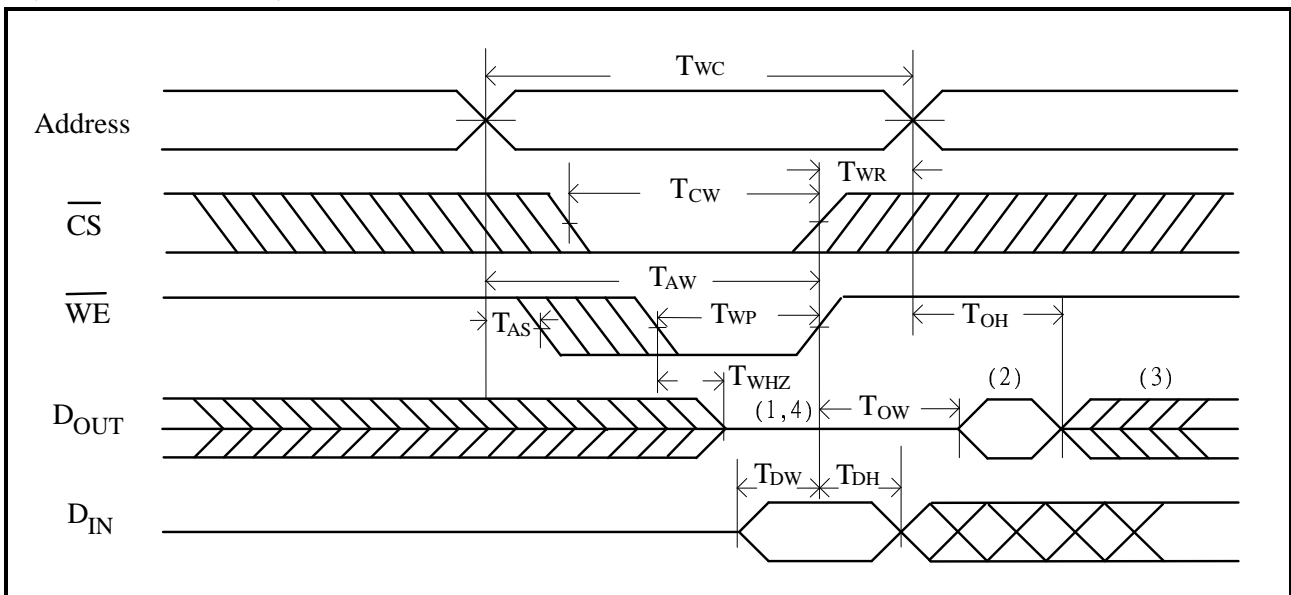 TWC
Address
TWR
TCW
CS
TAW
WE
TAS
TWP
TOH
TWHZ
(1,4)
TOW
(2)
(3)
DOUT
TDW
TDH
DIN